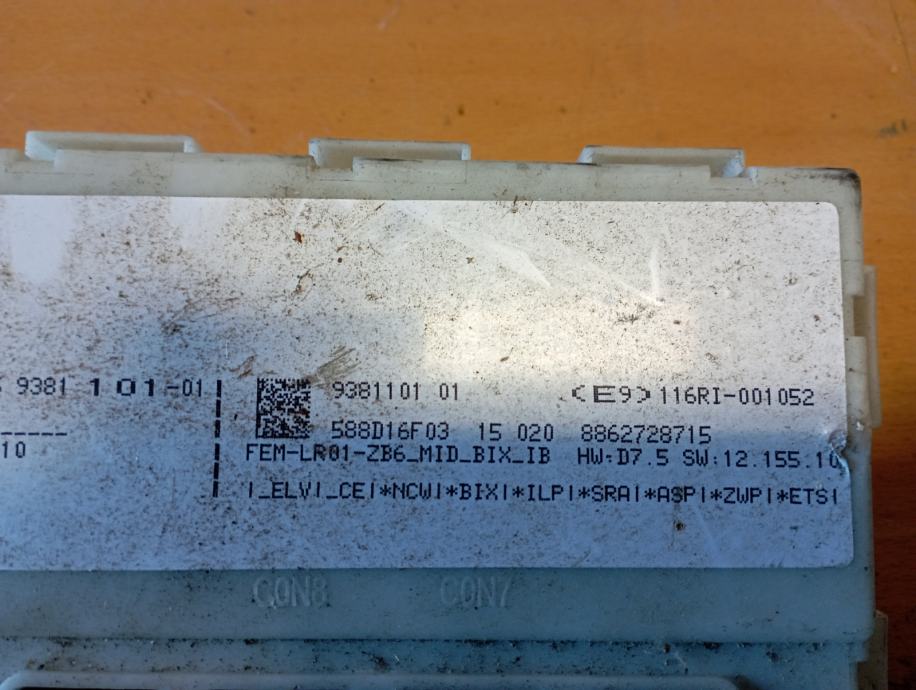 9381 101-01
9381101 01
(E9) 116RI-001052
588D16F03 15 020 8862728715
10
FEM-LR01-ZB6_MID_BIX_IB HW:D7.5 SW:12.155.10
|_ELV|_CE|*NCW|*BIX|*ILP|*SRA|*ASP|*ZWP|*ETS|
CON8 CON7